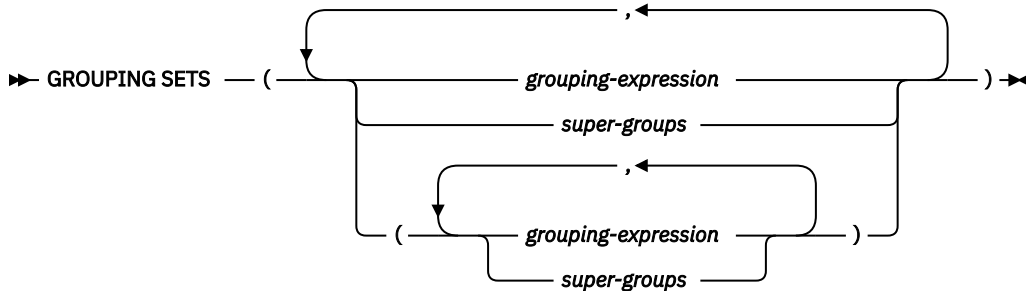 ,
GROUPING SETS ( grouping-expression )
super-groups
,
( grouping-expression )
super-groups